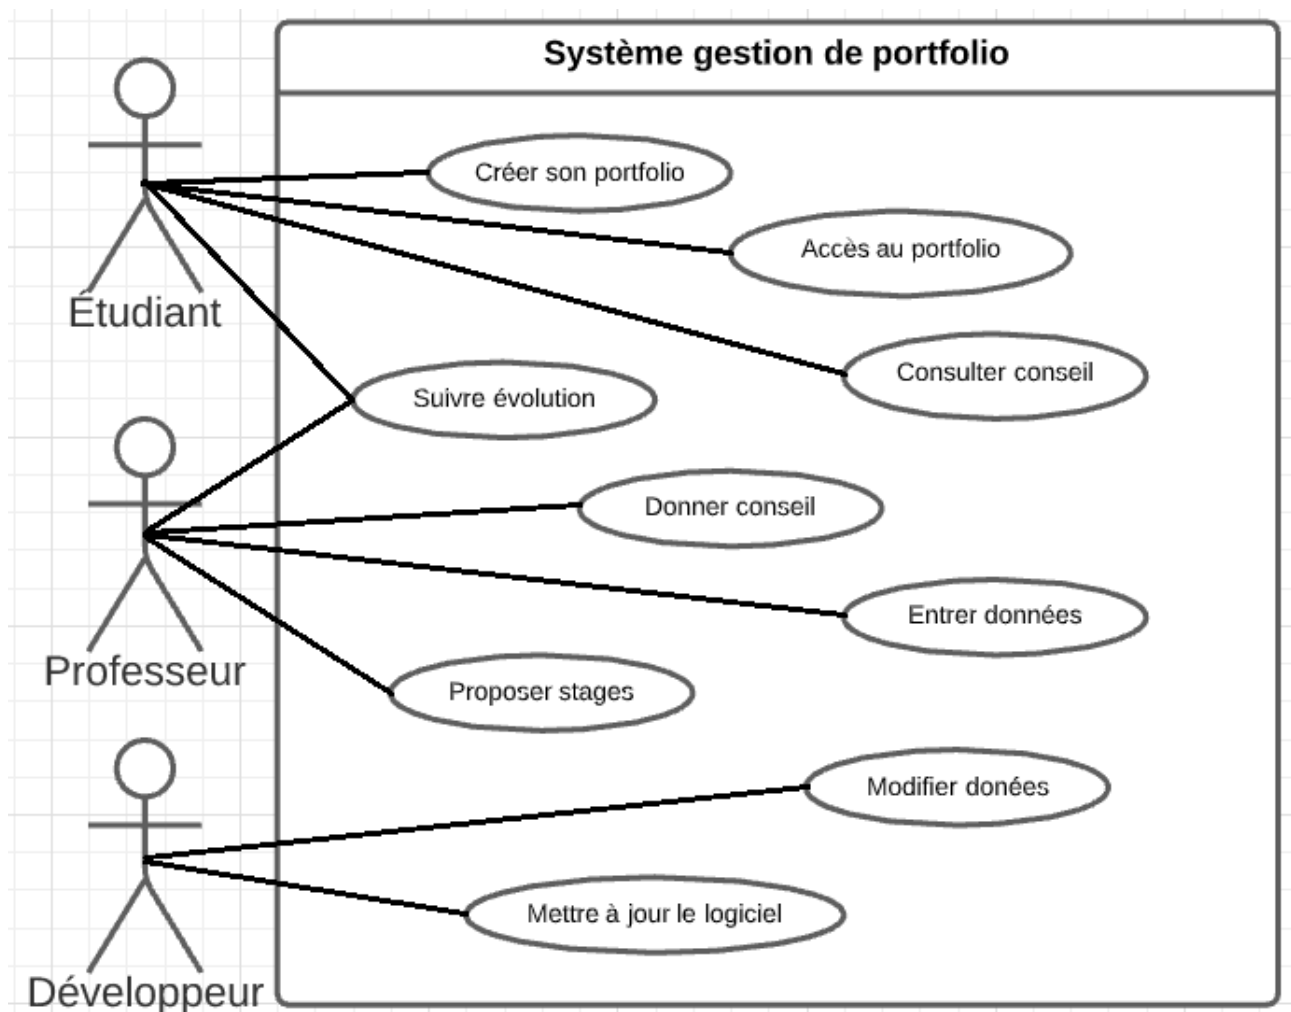 Système gestion de portfolio
Créer son portfolio
Accès au portfolio
Étudiant
Consulter conseil
Suivre évolution
Donner conseil
Entrer données
Professeur
Proposer stages
Modifier donées
Mettre à jour le logiciel
Développeur